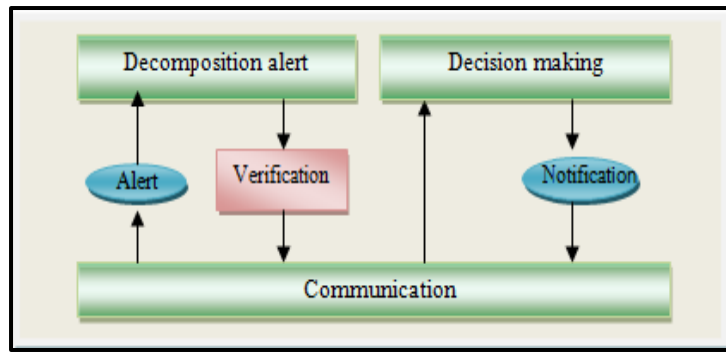 Decomposition alert
Decision making
Alert
Verification
Notification
Communication